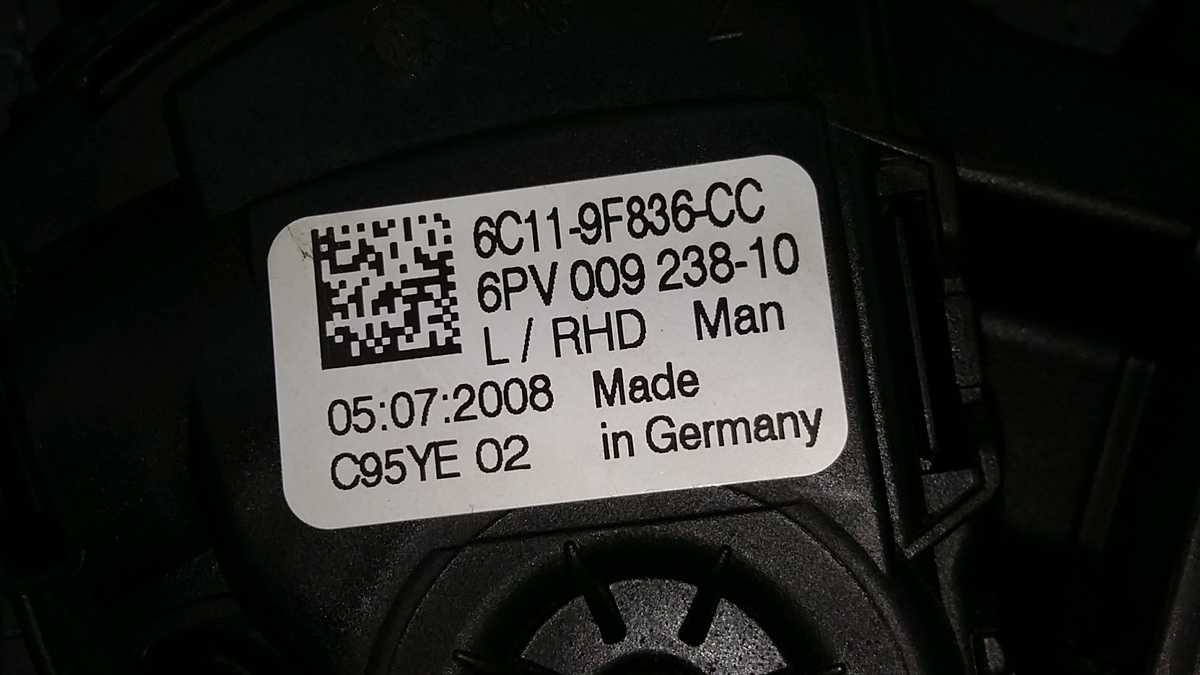 6C11-9F836-CC
6PV 009 238-10
L / RHD Man
05:07:2008 Made
C95YE 02 in Germany